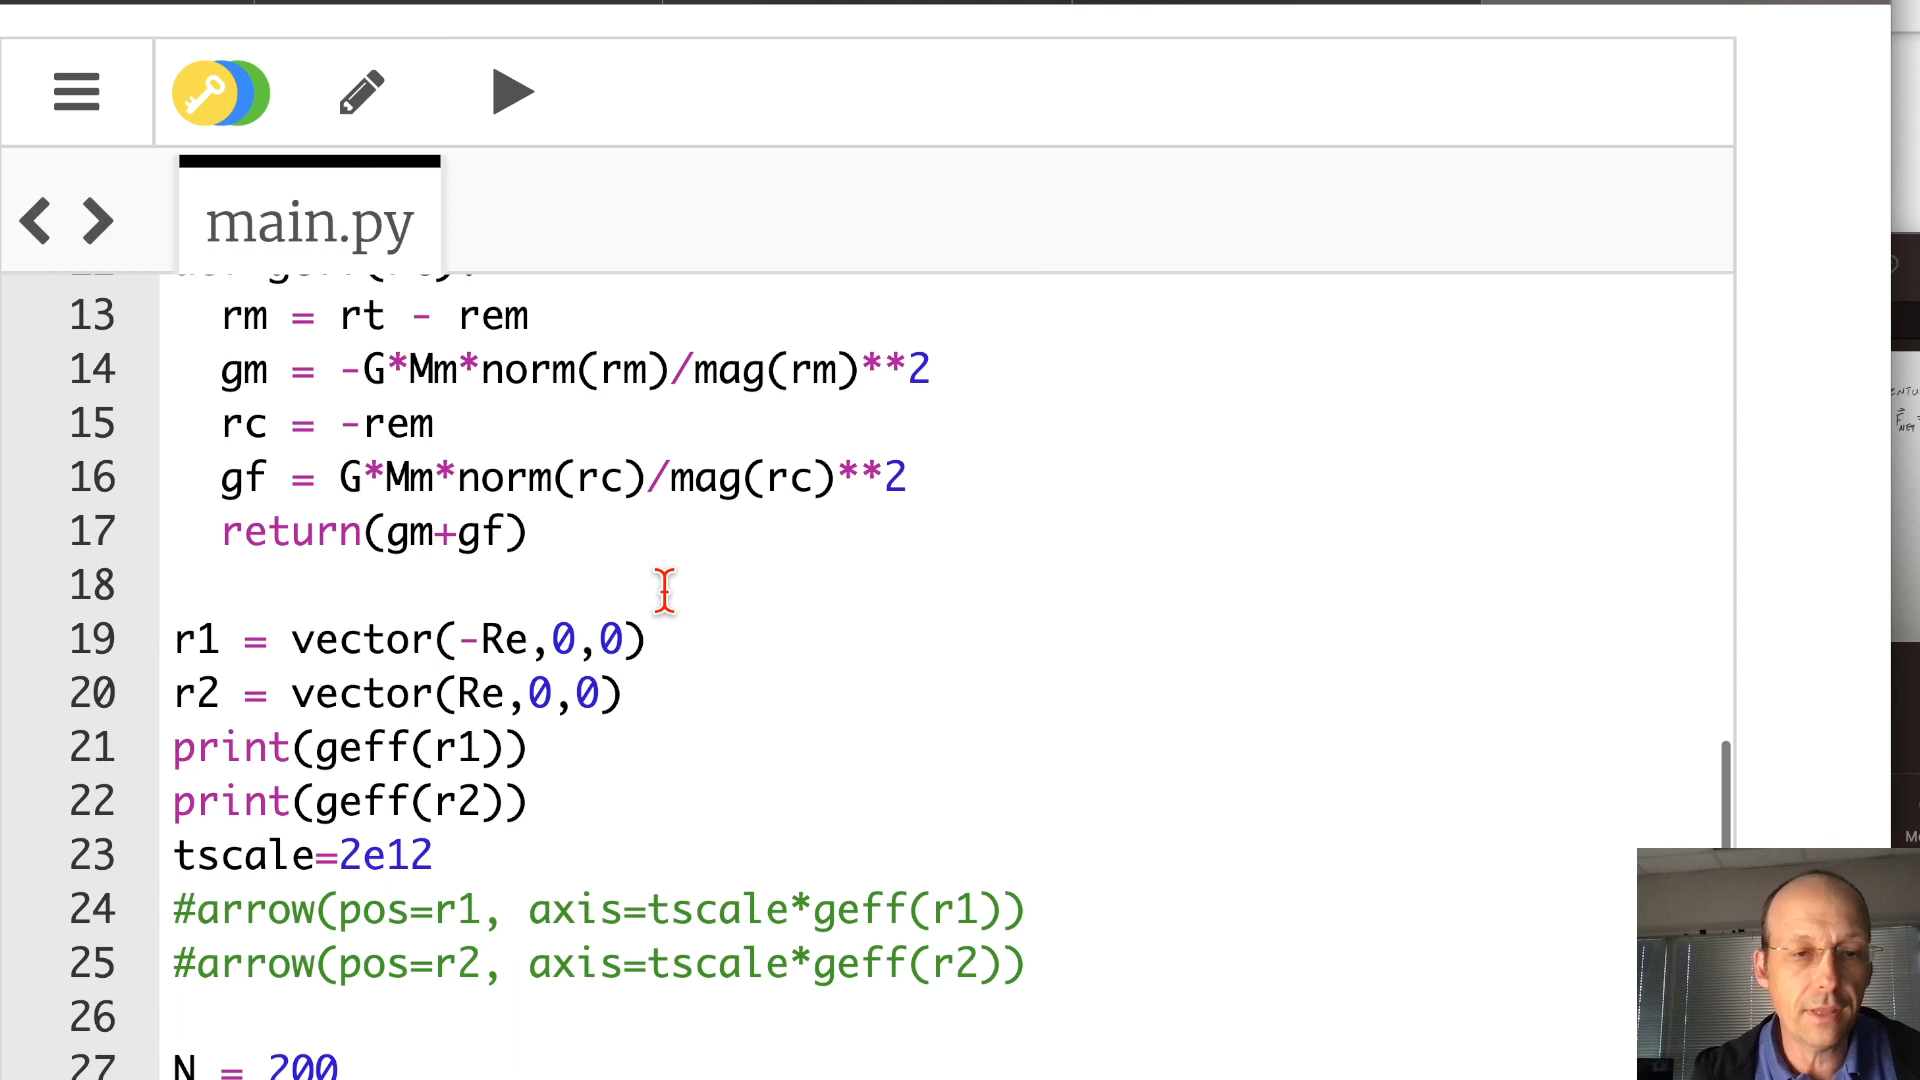 main.py
13 rm = rt - rem
14 gm = -G*Mm*norm(rm)/mag(rm)**2
15 rc = -rem
16 gf = G*Mm*norm(rc)/mag(rc)**2
17 return(gm+gf)
18
19 r1 = vector(-Re,0,0)
20 r2 = vector(Re,0,0)
21 print(geff(r1))
22 print(geff(r2))
23 tscale=2e12
24 #arrow(pos=r1, axis=tscale*geff(r1))
25 #arrow(pos=r2, axis=tscale*geff(r2))
26
27 N = 200